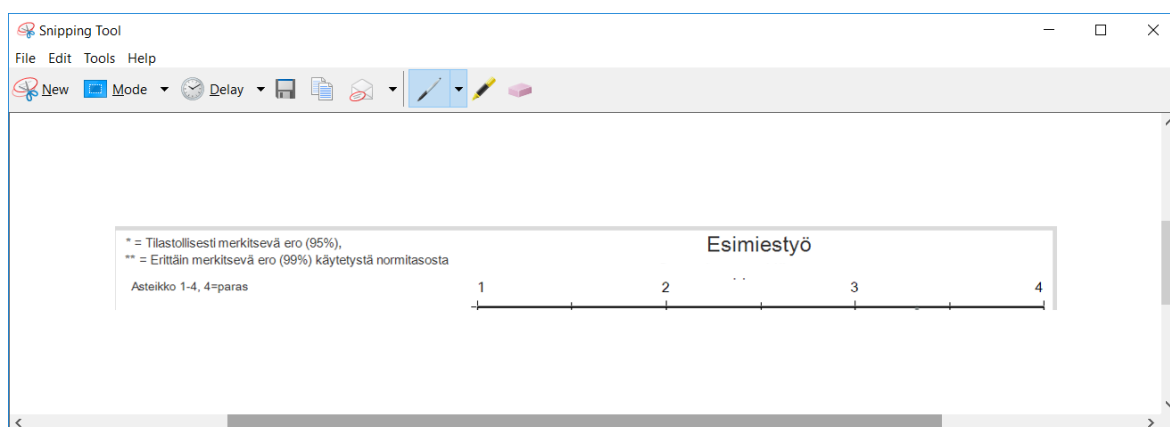 Snipping Tool
File Edit Tools Help
New Mode Delay
* = Tilastollisesti merkitsevä ero (95%),
** = Erittäin merkitsevä ero (99%) käytetystä normitasosta
Esimiestyö
Asteikko 1-4, 4=paras
1 2 3 4